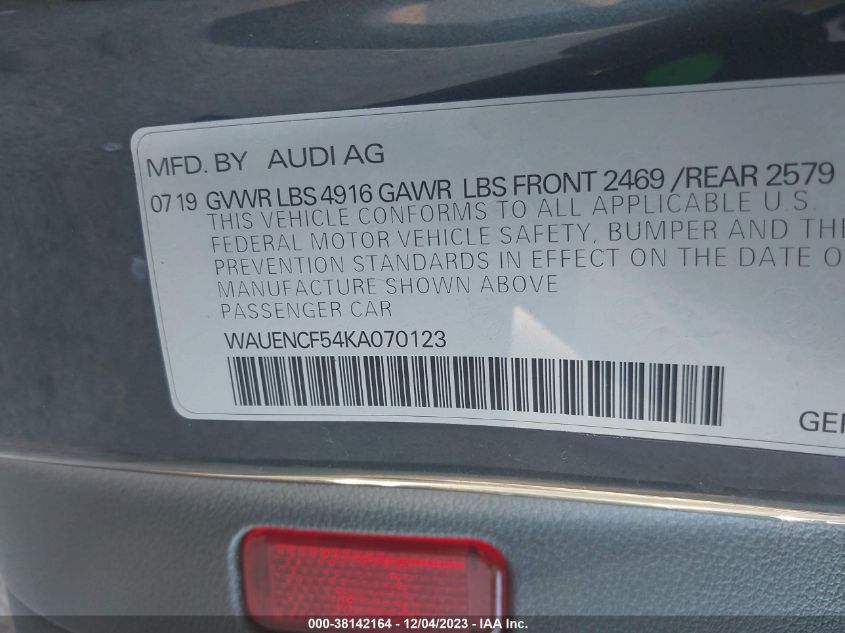 MFD. BY AUDI AG
07 19 GVWR LBS 4916 GAWR LBS FRONT 2469 /REAR 2579
THIS VEHICLE CONFORMS TO ALL APPLICABLE U.S.
FEDERAL MOTOR VEHICLE SAFETY, BUMPER AND THE
PREVENTION STANDARDS IN EFFECT ON THE DATE O
MANUFACTURE SHOWN ABOVE
PASSENGER CAR
WAUENCF54KA070123
GER
000-38142164 - 12/04/2023 - IAA Inc.